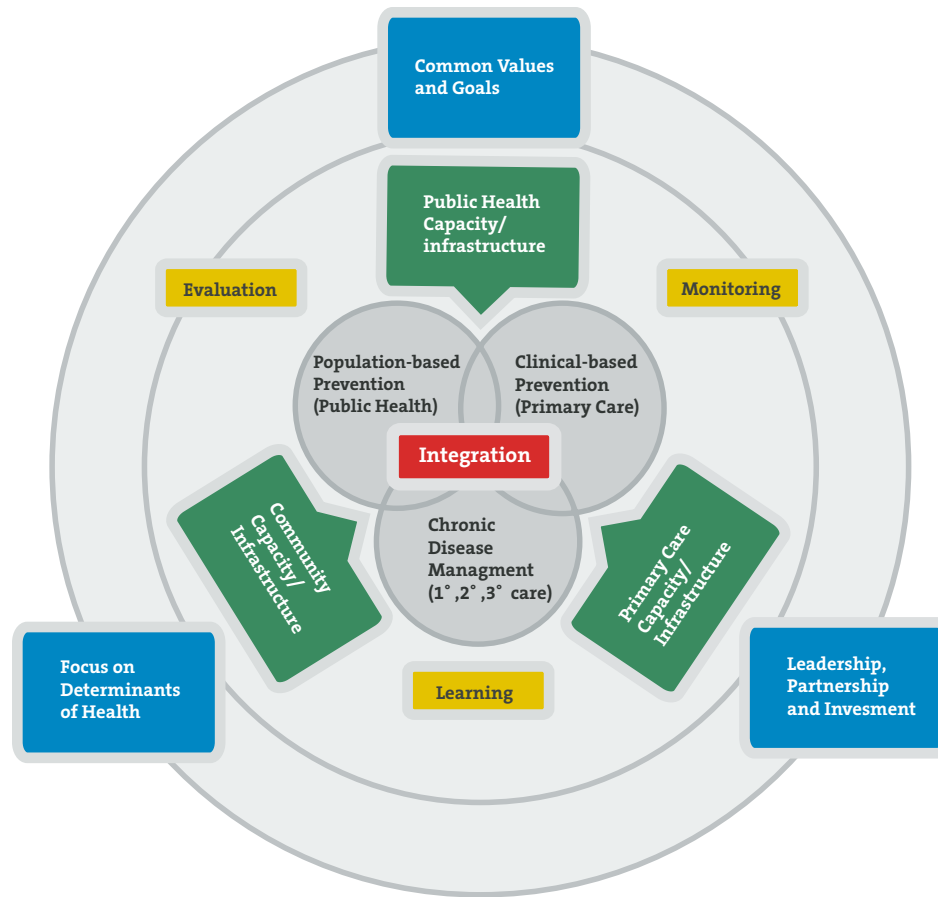 Common Values
and Goals
Public Health
Capacity/
infrastructure
Evaluation
Monitoring
Population-based
Prevention
(Public Health)
Clinical-based
Prevention
(Primary Care)
Integration
Community
Capacity/
Infrastructure
Chronic
Disease
Managment
(1°,2°,3° care)
Primary Care
Capacity/
Infrastructure
Focus on
Determinants
of Health
Learning
Leadership,
Partnership
and Invesment